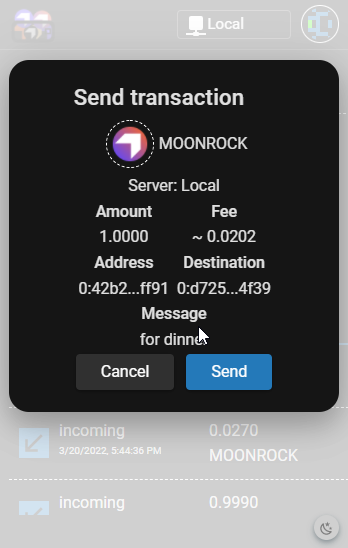 Local
Send transaction
MOONROCK
Server: Local
Amount Fee
1.0000 ~ 0.0202
Address Destination
0:42b2...ff91 0:d725...4f39
Message
for dinner
Cancel Send
incoming 0.0270
3/20/2022, 5:44:36 PM MOONROCK
incoming 0.9990